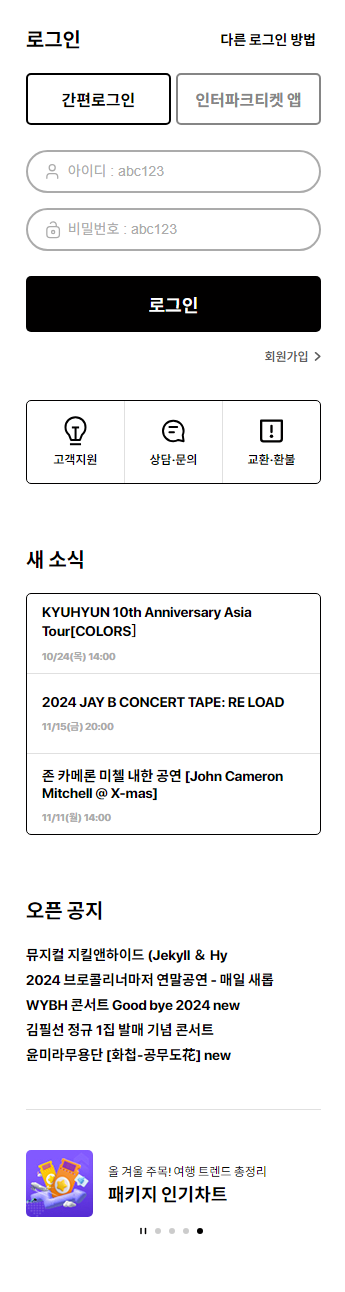 로그인
다른 로그인 방법
간편로그인
인터파크티켓 앱
아이디 : abc123
비밀번호 : abc123
로그인
회원가입
고객지원
상담·문의
교환·환불
새 소식
KYUHYUN 10th Anniversary Asia
Tour[COLORS]
10/24(목) 14:00
2024 JAY B CONCERT TAPE: RE LOAD
11/15(금) 20:00
존 카메론 미첼 내한 공연 [John Cameron
Mitchell @ X-mas]
11/11(월) 14:00
오픈 공지
뮤지컬 지킬앤하이드 (Jekyll & Hy
2024 브로콜리너마저 연말공연 - 매일 새롭
WYBH 콘서트 Good bye 2024 new
김필선 정규 1집 발매 기념 콘서트
윤미라무용단 [화첩-공무도花] new
올 겨울 주목! 여행 트렌드 총정리
패키지 인기차트